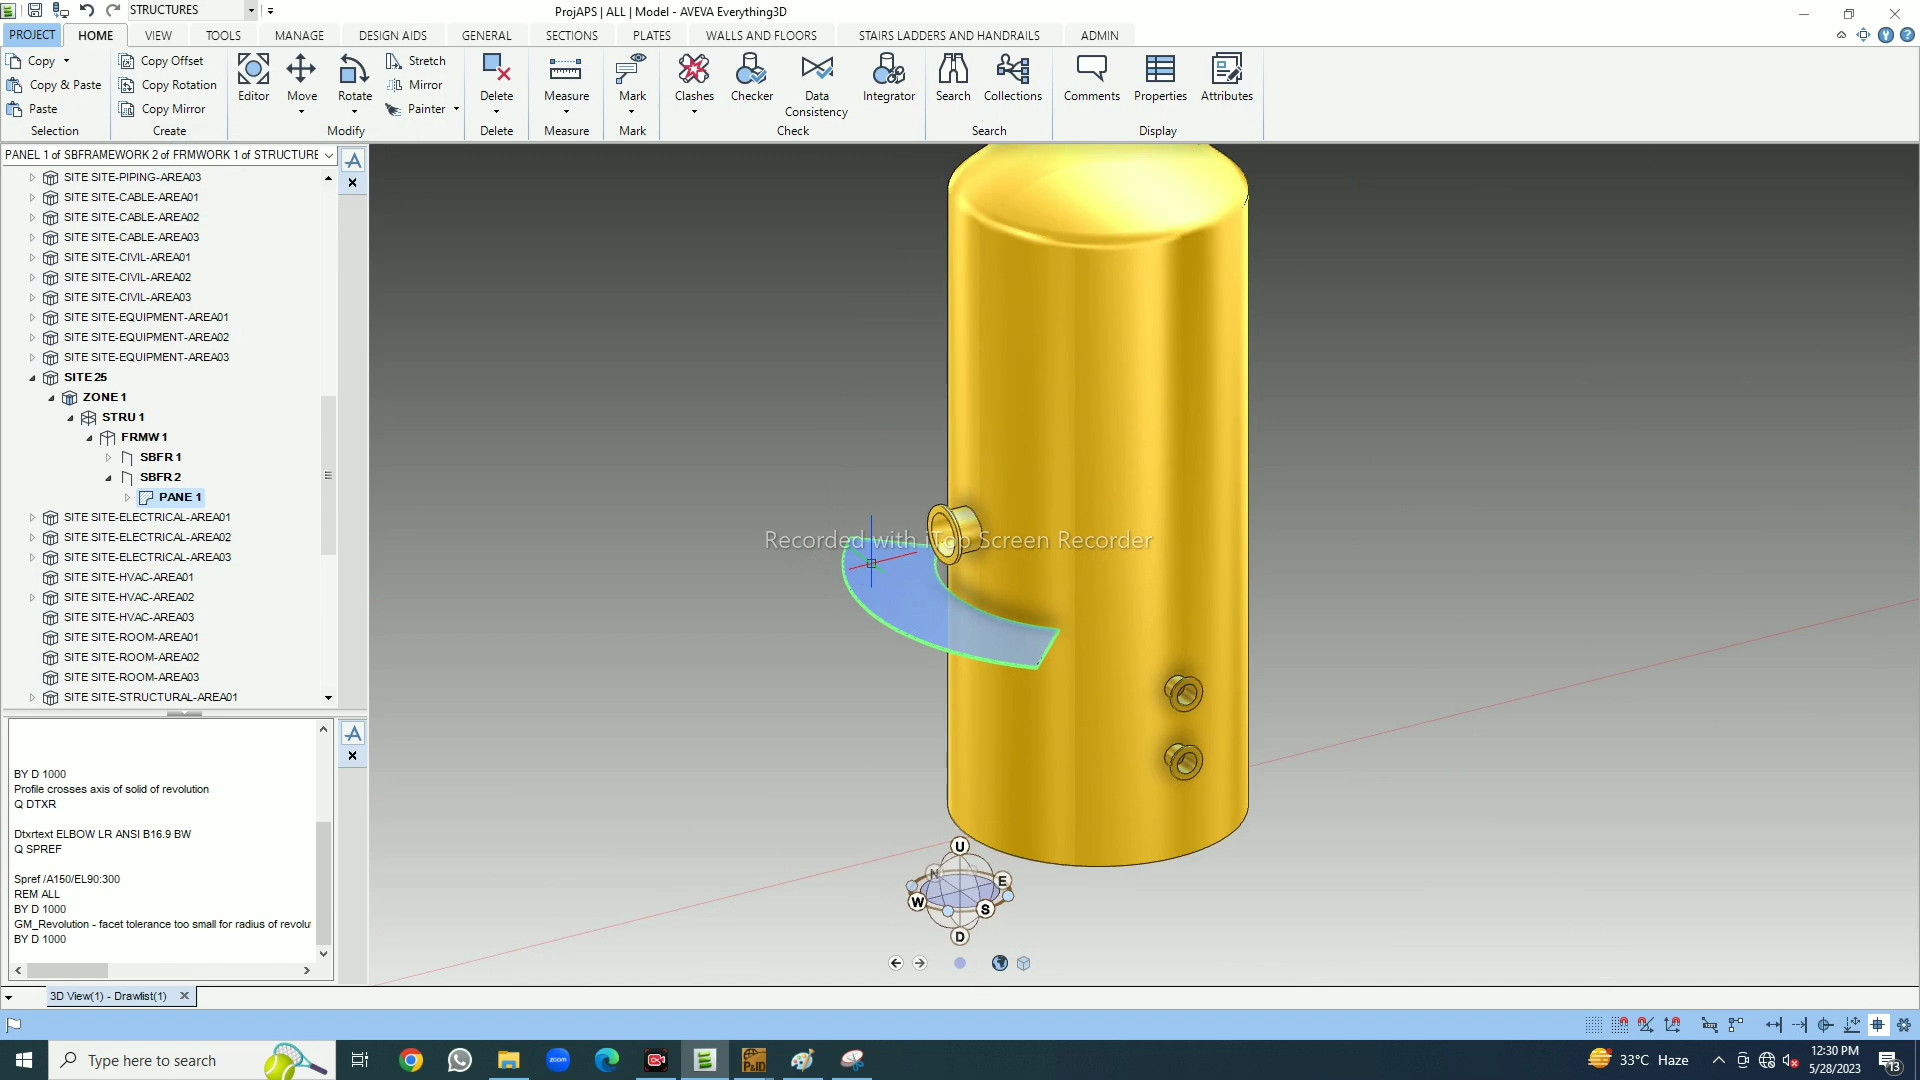 STRUCTURES
ProjAPS | ALL | Model - AVEVA Everything3D
PROJECT HOME VIEW TOOLS MANAGE DESIGN AIDS GENERAL SECTIONS PLATES WALLS AND FLOORS STAIRS LADDERS AND HANDRAILS ADMIN
Copy
Copy & Paste
Paste
Selection
Copy Offset
Copy Rotation
Copy Mirror
Create
Editor
Move
Rotate
Stretch
Mirror
Painter
Modify
Delete
Delete
Measure
Measure
Mark
Mark
Clashes
Checker
Data
Consistency
Integrator
Check
Search
Collections
Search
Comments
Properties
Attributes
Display
PANEL 1 of SBFRAMEWORK 2 of FRMWORK 1 of STRUCTURE
SITE SITE-PIPING-AREA03
SITE SITE-CABLE-AREA01
SITE SITE-CABLE-AREA02
SITE SITE-CABLE-AREA03
SITE SITE-CIVIL-AREA01
SITE SITE-CIVIL-AREA02
SITE SITE-CIVIL-AREA03
SITE SITE-EQUIPMENT-AREA01
SITE SITE-EQUIPMENT-AREA02
SITE SITE-EQUIPMENT-AREA03
SITE 25
ZONE 1
STRU 1
FRMW 1
SBFR 1
SBFR 2
PANE 1
SITE SITE-ELECTRICAL-AREA01
SITE SITE-ELECTRICAL-AREA02
SITE SITE-ELECTRICAL-AREA03
SITE SITE-HVAC-AREA01
SITE SITE-HVAC-AREA02
SITE SITE-HVAC-AREA03
SITE SITE-ROOM-AREA01
SITE SITE-ROOM-AREA02
SITE SITE-ROOM-AREA03
SITE SITE-STRUCTURAL-AREA01
Recorded with iTop Screen Recorder
BY D 1000
Profile crosses axis of solid of revolution
Q DTXR
Dtxrtext ELBOW LR ANSI B16.9 BW
Q SPREF
Spref /A150/EL90:300
REM ALL
BY D 1000
GM_Revolution - facet tolerance too small for radius of revolu
BY D 1000
U
N
E
W
S
D
3D View(1) - Drawlist(1)
Type here to search
zoom
P&ID
33°C Haze
12:30 PM
5/28/2023
13